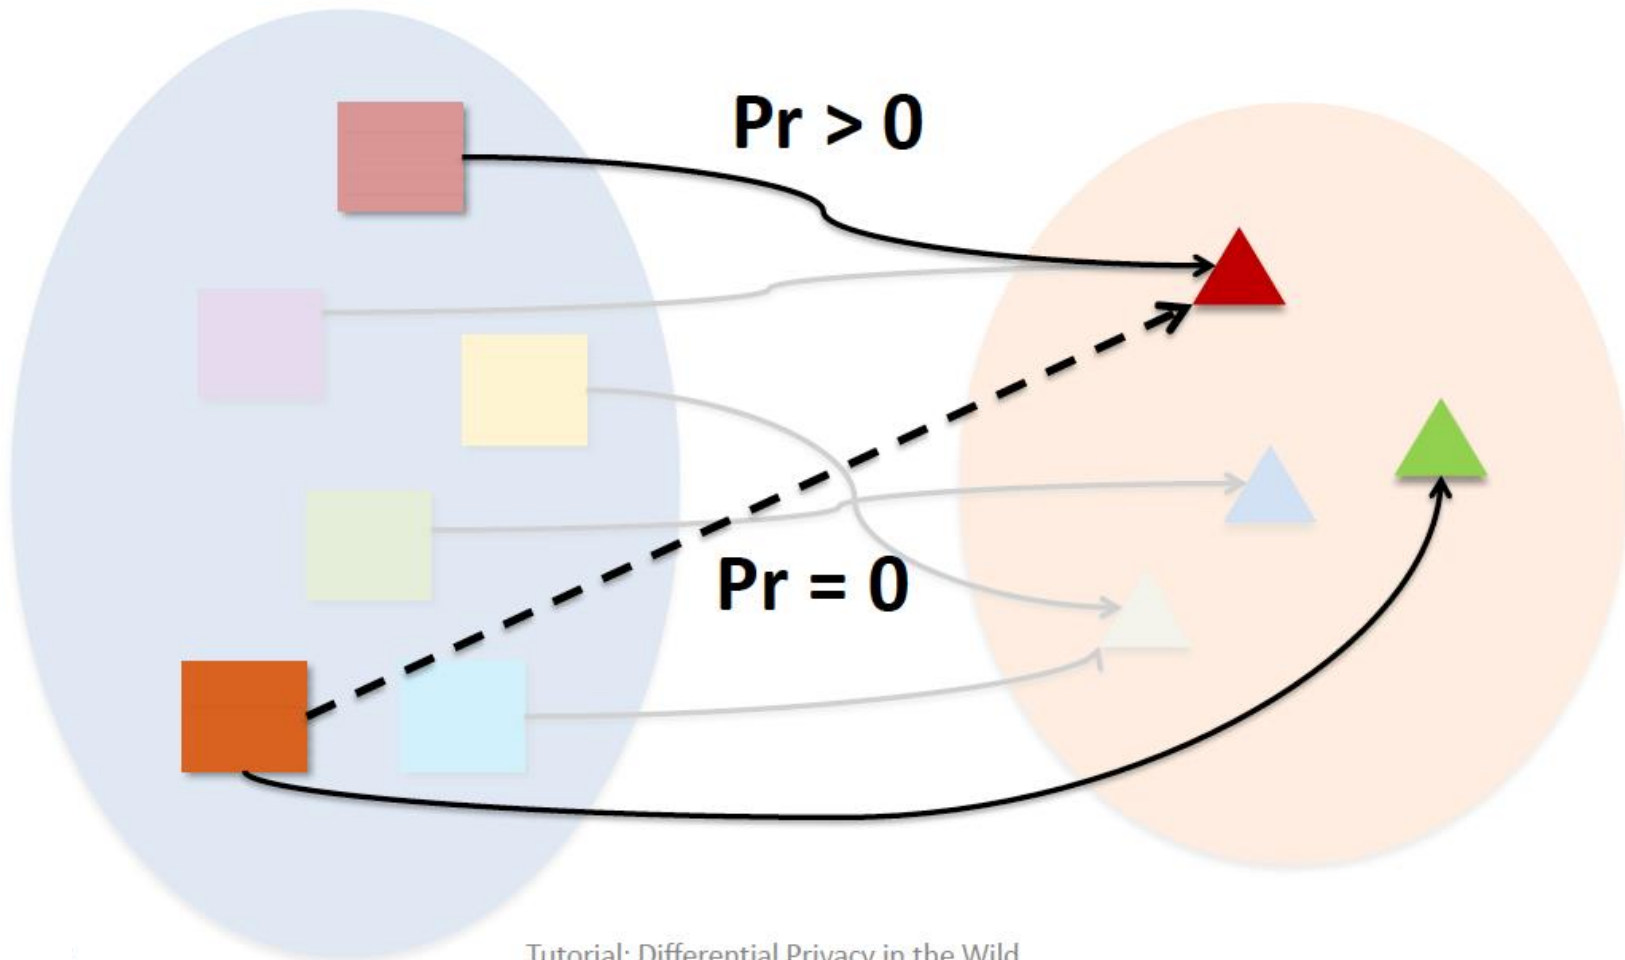 Pr > 0
Pr = 0
Tutorial: Differential Privacy in the Wild